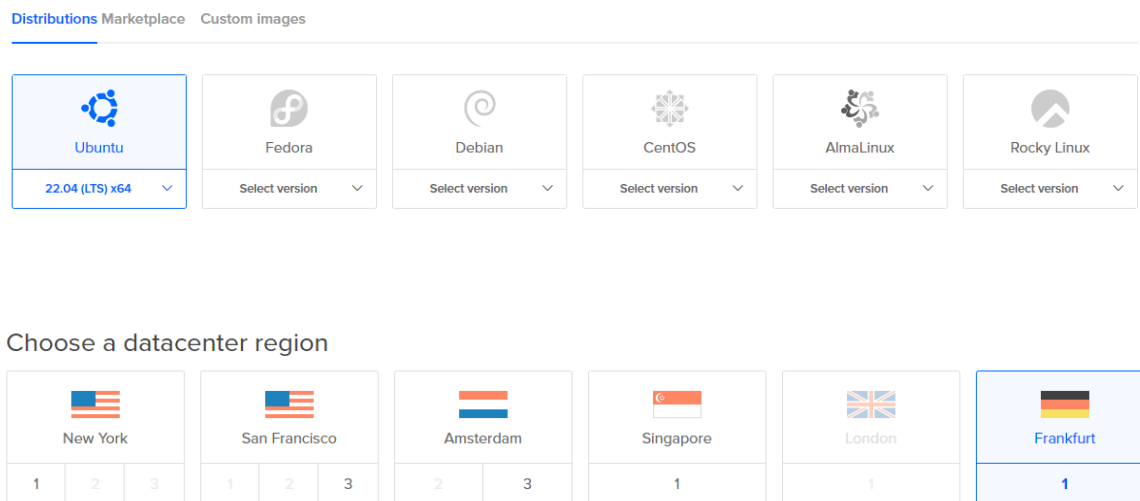 Distributions Marketplace Custom images
Ubuntu Fedora Debian CentOS AlmaLinux Rocky Linux
22.04 (LTS) x64 Select version Select version Select version Select version Select version
Choose a datacenter region
New York San Francisco Amsterdam Singapore London Frankfurt
1 2 3 1 2 3 2 3 1 1 1